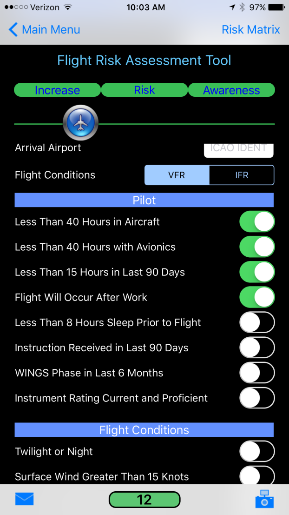 Verizon 10:03 AM 97%
Main Menu Risk Matrix
Flight Risk Assessment Tool
Increase Risk Awareness
Arrival Airport ICAO IDENT
Flight Conditions VFR IFR
Pilot
Less Than 40 Hours in Aircraft
Less Than 40 Hours with Avionics
Less Than 15 Hours in Last 90 Days
Flight Will Occur After Work
Less Than 8 Hours Sleep Prior to Flight
Instruction Received in Last 90 Days
WINGS Phase in Last 6 Months
Instrument Rating Current and Proficient
Flight Conditions
Twilight or Night
Surface Wind Greater Than 15 Knots
12